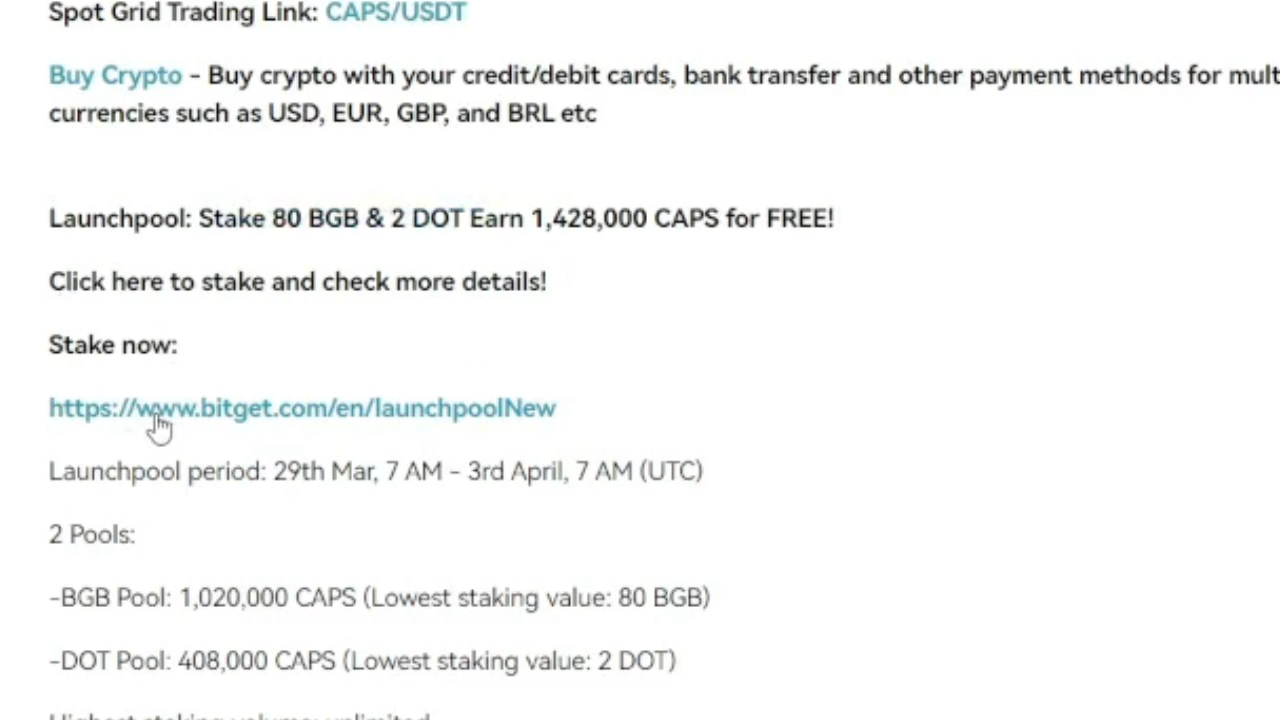 Spot Grid Trading Link: CAPS/USDT
Buy Crypto - Buy crypto with your credit/debit cards, bank transfer and other payment methods for mult
currencies such as USD, EUR, GBP, and BRL etc
Launchpool: Stake 80 BGB & 2 DOT Earn 1,428,000 CAPS for FREE!
Click here to stake and check more details!
Stake now:
https://www.bitget.com/en/launchpoolNew
Launchpool period: 29th Mar, 7 AM - 3rd April, 7 AM (UTC)
2 Pools:
-BGB Pool: 1,020,000 CAPS (Lowest staking value: 80 BGB)
-DOT Pool: 408,000 CAPS (Lowest staking value: 2 DOT)
Highest staking volume: unlimited